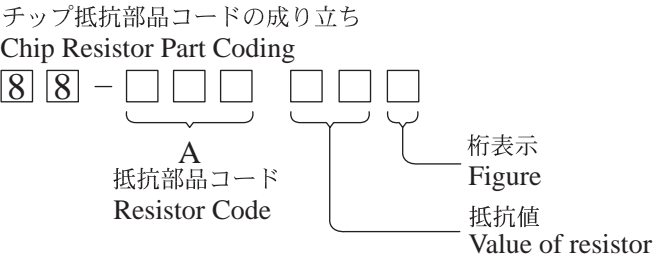 チップ抵抗部品コードの成り立ち
Chip Resistor Part Coding
8 8 - □ □ □ □ □ □
A
抵抗部品コード
Resistor Code
桁表示
Figure
抵抗値
Value of resistor